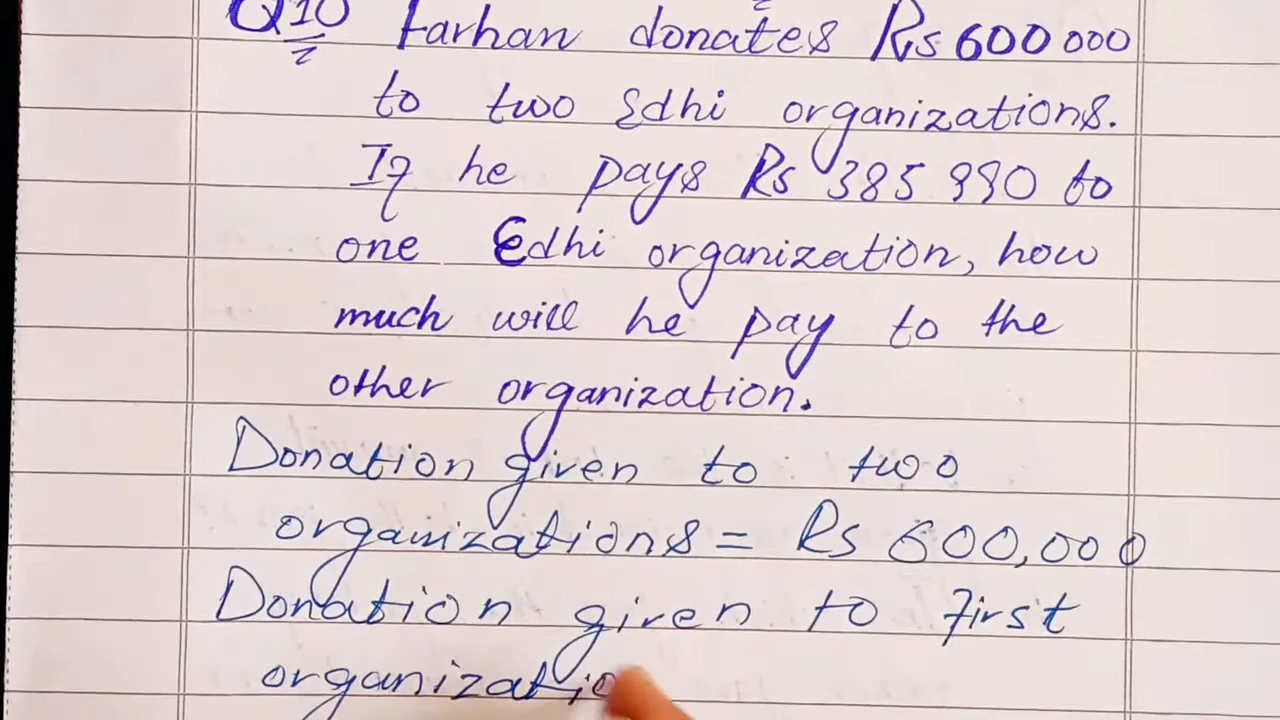 Q10 Farhan donates Rs 600 000
to two Edhi organizations.
If he pays Rs 385 990 to
one Edhi organization, how
much will he pay to the
other organization.
Donation given to two
organizations = Rs 600,000
Donation given to first
organizatio